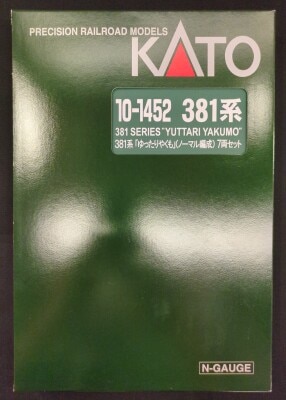 PRECISION RAILROAD MODELS
KATO
10-1452 381系
381 SERIES "YUTTARI YAKUMO"
381系「ゆったりやくも」(ノーマル編成) 7両セット
N-GAUGE